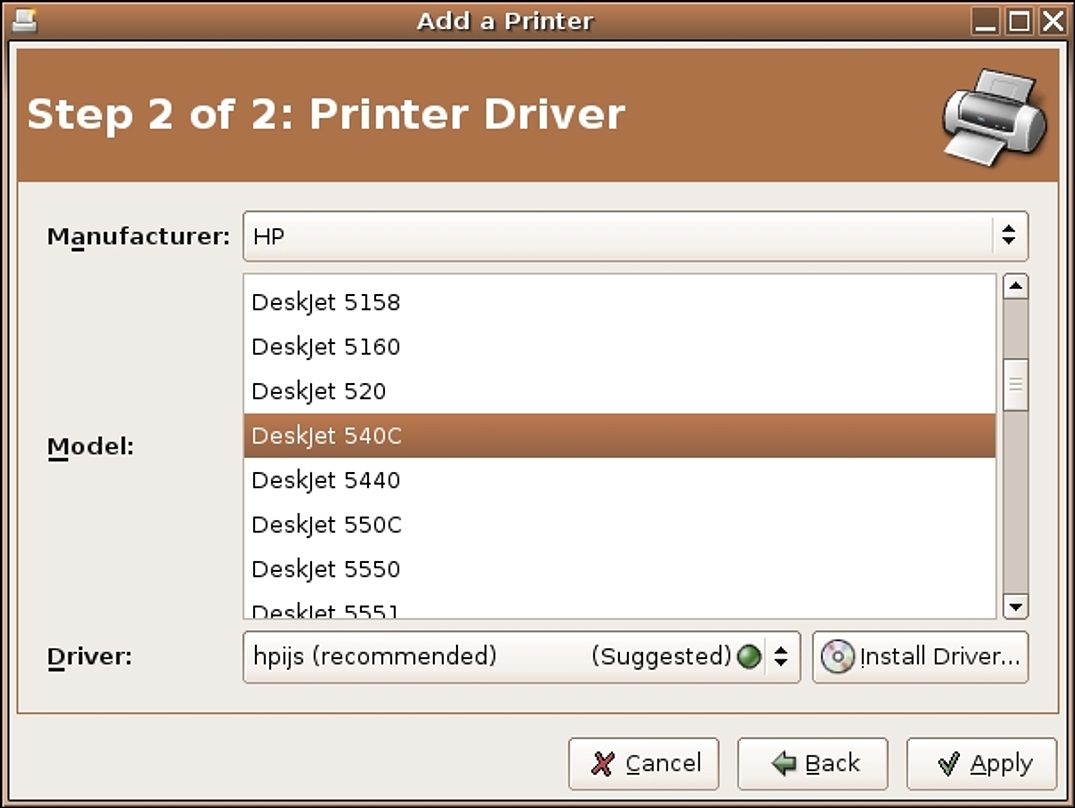 Add a Printer
Step 2 of 2: Printer Driver
Manufacturer: HP
DeskJet 5158
DeskJet 5160
DeskJet 520
Model: DeskJet 540C
DeskJet 5440
DeskJet 550C
DeskJet 5550
DeskJet 5551
Driver: hpijs (recommended) (Suggested) Install Driver...
Cancel Back Apply